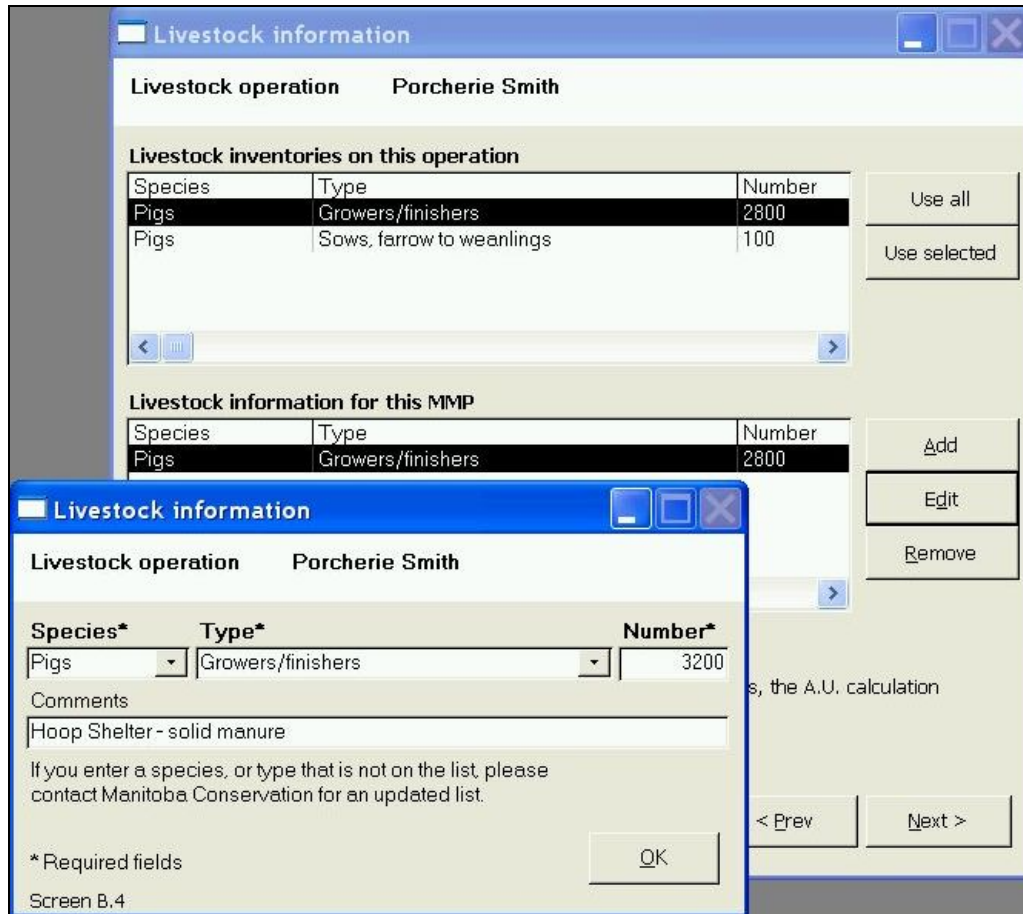 Livestock information
Livestock operation Porcherie Smith
Livestock inventories on this operation
Species Type Number
Pigs Growers/finishers 2800
Pigs Sows, farrow to weanlings 100
Use all
Use selected
Livestock information for this MMP
Species Type Number
Pigs Growers/finishers 2800
Add
Edit
Remove
s, the A.U. calculation
< Prev Next >
Livestock information
Livestock operation Porcherie Smith
Species* Type* Number*
Pigs Growers/finishers 3200
Comments
Hoop Shelter - solid manure
If you enter a species, or type that is not on the list, please
contact Manitoba Conservation for an updated list.
* Required fields
OK
Screen B.4